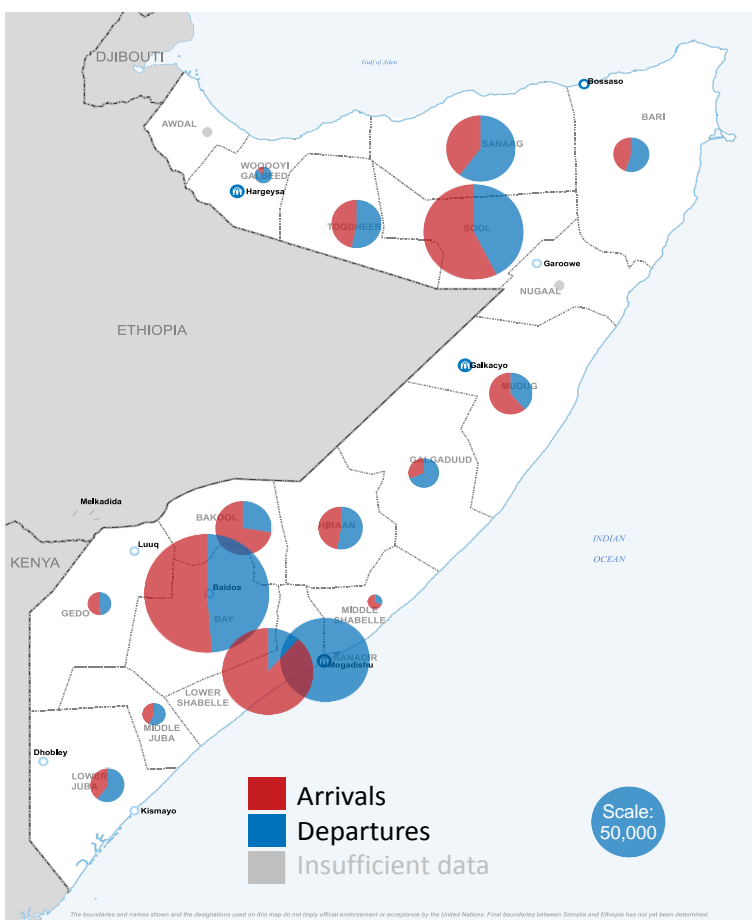 DJIBOUTI
Gulf of Aden
Bossaso
AWDAL
BARI
SANAAG
WOQOOYI
GALBEED
Hargeysa
TOGDHEER
SOOL
Garoowe
NUGAAL
ETHIOPIA
Galkacyo
MUDUG
GALGADUUD
Melkadida
BAKOOL
HIRAAN
INDIAN
OCEAN
Luuq
KENYA
Baidoa
GEDO
BAY
MIDDLE
SHABELLE
BANADIR
Mogadishu
LOWER
SHABELLE
MIDDLE
JUBA
Dhobley
LOWER
JUBA
Kismayo
Arrivals
Departures
Insufficient data
Scale:
50,000
The boundaries and names shown and the designations used on this map do not imply official endorsement or acceptance by the United Nations. Final boundaries between Somalia and Ethiopia has not yet been determined.